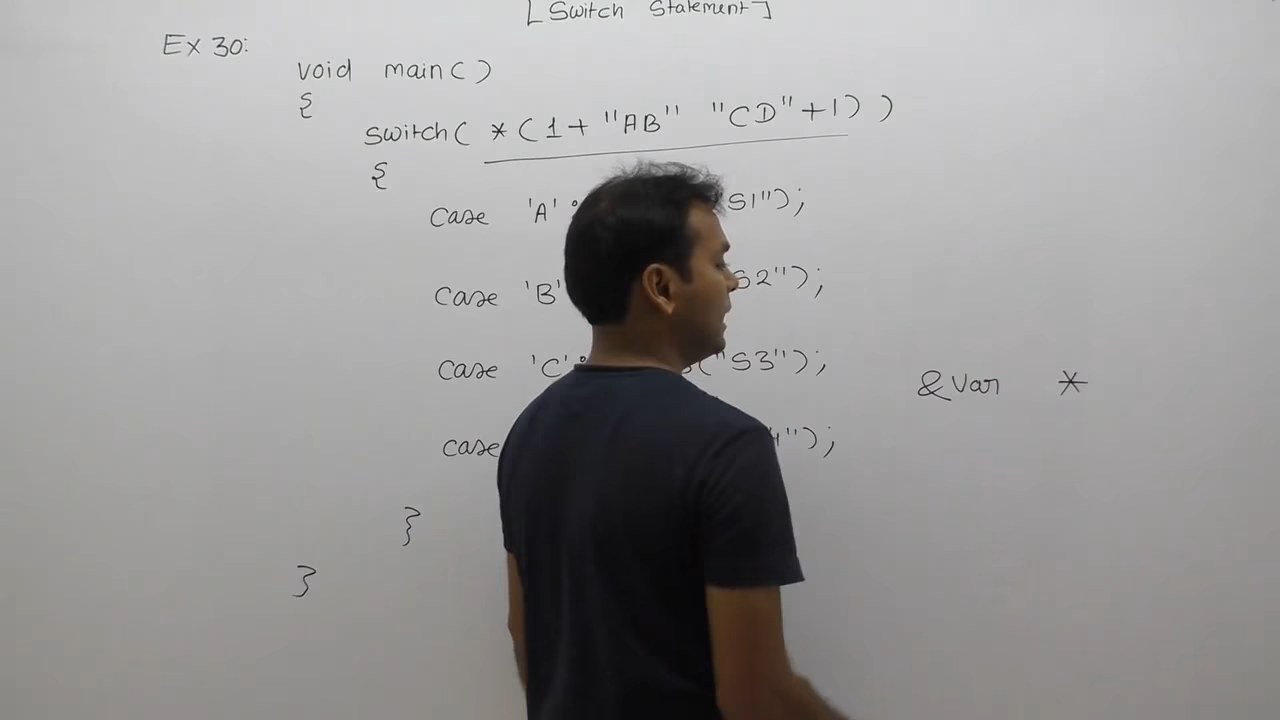 [Switch Statement]
Ex 30:
void main()
{
switch( *(1+ "AB" "CD"+1) )
{
case 'A': "S1");
case 'B' "S2");
case 'C': s("S3");
&var *
case ");
}
}